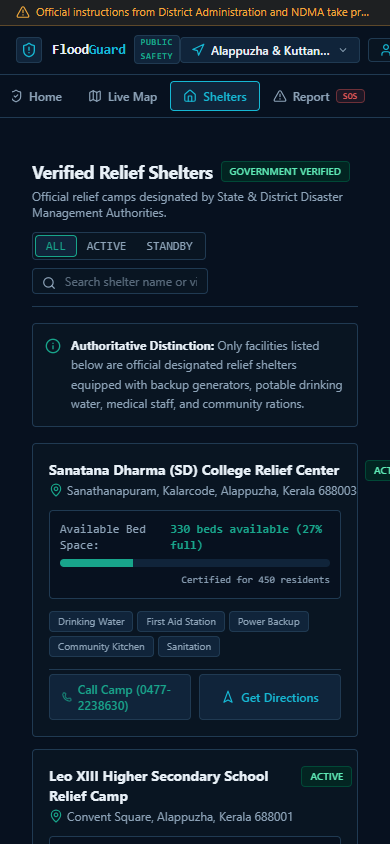 Official instructions from District Administration and NDMA take pr...
FloodGuard
PUBLIC
SAFETY
Alappuzha & Kuttan...
Home
Live Map
Shelters
Report
SOS
Verified Relief Shelters
GOVERNMENT VERIFIED
Official relief camps designated by State & District Disaster
Management Authorities.
ALL
ACTIVE
STANDBY
Search shelter name or vi
Authoritative Distinction: Only facilities listed
below are official designated relief shelters
equipped with backup generators, potable drinking
water, medical staff, and community rations.
Sanatana Dharma (SD) College Relief Center
ACT
Sanathanapuram, Kalarcode, Alappuzha, Kerala 688003
Available Bed
Space:
330 beds available (27%
full)
Certified for 450 residents
Drinking Water
First Aid Station
Power Backup
Community Kitchen
Sanitation
Call Camp (0477-
2238630)
Get Directions
Leo XIII Higher Secondary School
Relief Camp
ACTIVE
Convent Square, Alappuzha, Kerala 688001